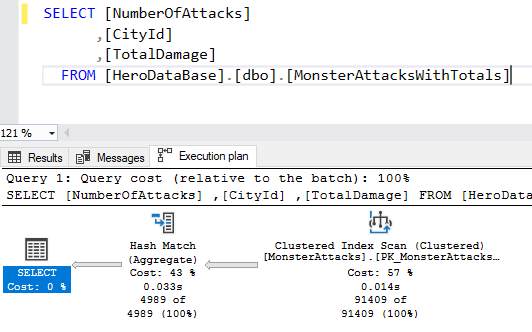 SELECT [NumberOfAttacks]
,[CityId]
,[TotalDamage]
FROM [HeroDataBase].[dbo].[MonsterAttacksWithTotals]
121 %
Results Messages Execution plan
Query 1: Query cost (relative to the batch): 100%
SELECT [NumberOfAttacks] ,[CityId] ,[TotalDamage] FROM [HeroData
SELECT
Cost: 0 %
Hash Match
(Aggregate)
Cost: 43 %
0.033s
4989 of
4989 (100%)
Clustered Index Scan (Clustered)
[MonsterAttacks].[PK_MonsterAttacks…
Cost: 57 %
0.014s
91409 of
91409 (100%)